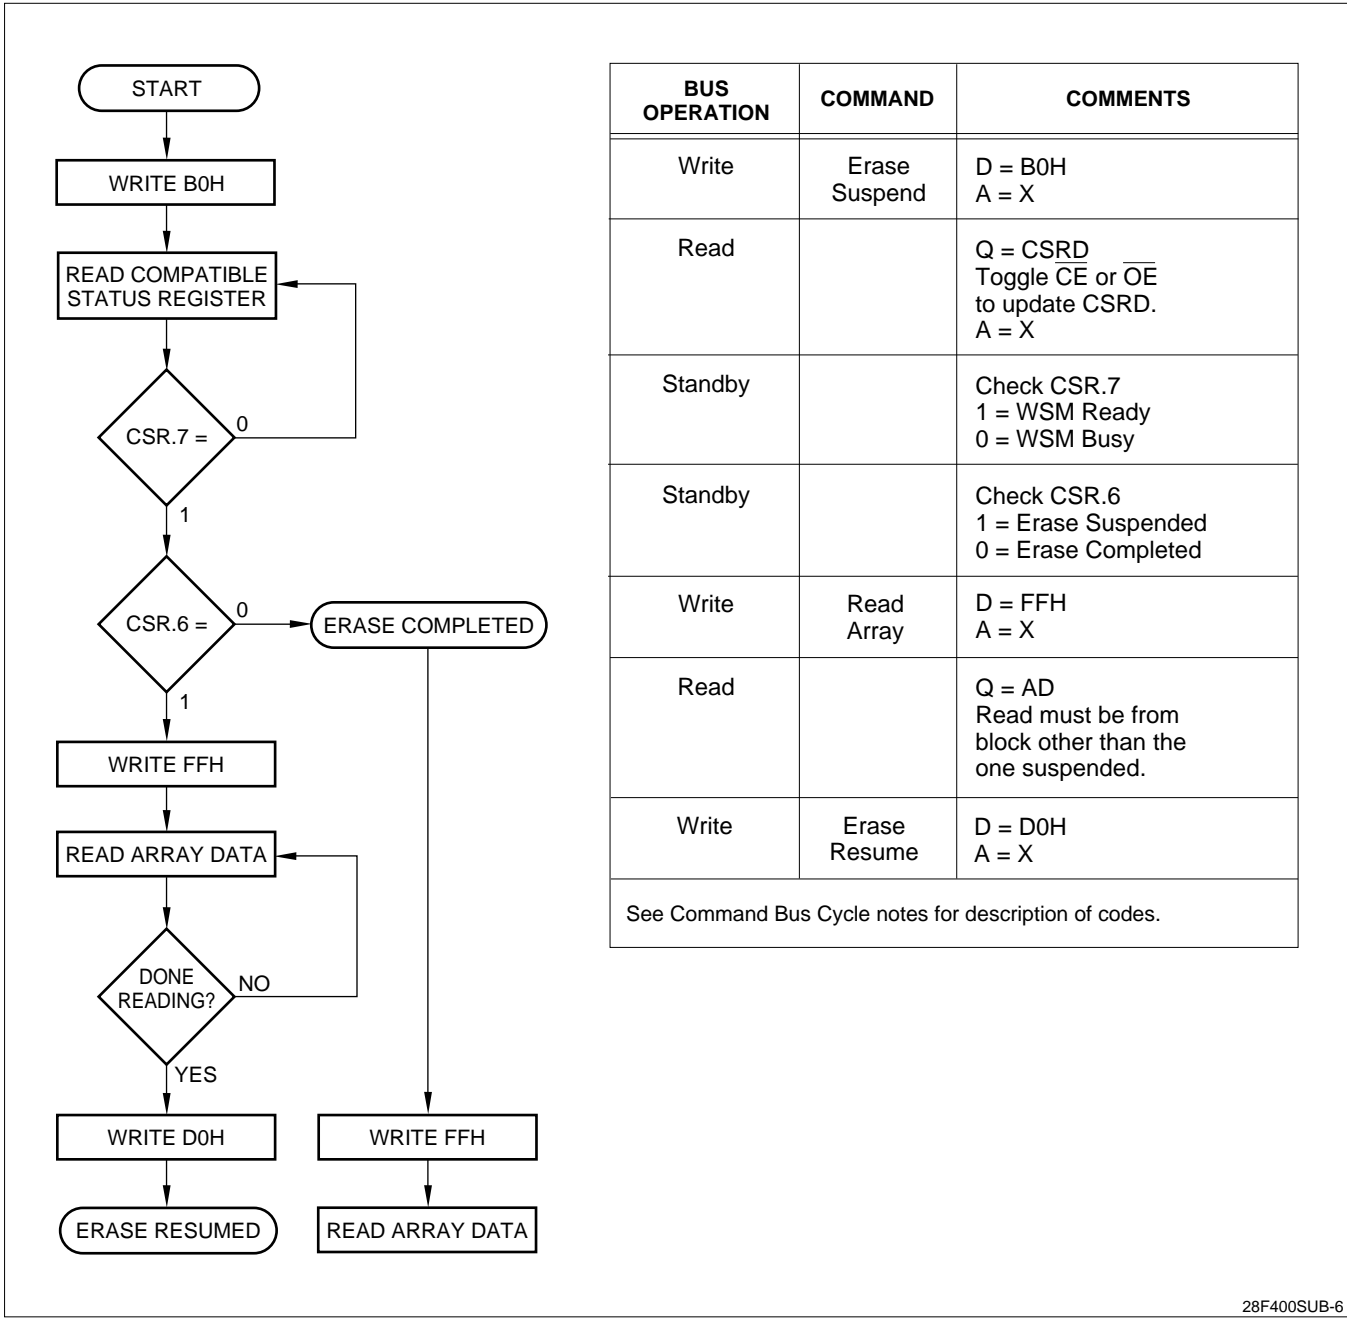 START
WRITE B0H
READ COMPATIBLE
STATUS REGISTER
CSR.7 =
0
1
CSR.6 =
0
ERASE COMPLETED
1
WRITE FFH
READ ARRAY DATA
DONE
READING?
NO
YES
WRITE D0H
WRITE FFH
ERASE RESUMED
READ ARRAY DATA
BUS
OPERATION
COMMAND
COMMENTS
Write
Erase
Suspend
D = B0H
A = X
Read
Q = CSRD
Toggle C̅E̅ or O̅E̅
to update CSRD.
A = X
Standby
Check CSR.7
1 = WSM Ready
0 = WSM Busy
Standby
Check CSR.6
1 = Erase Suspended
0 = Erase Completed
Write
Read
Array
D = FFH
A = X
Read
Q = AD
Read must be from
block other than the
one suspended.
Write
Erase
Resume
D = D0H
A = X
See Command Bus Cycle notes for description of codes.
28F400SUB-6